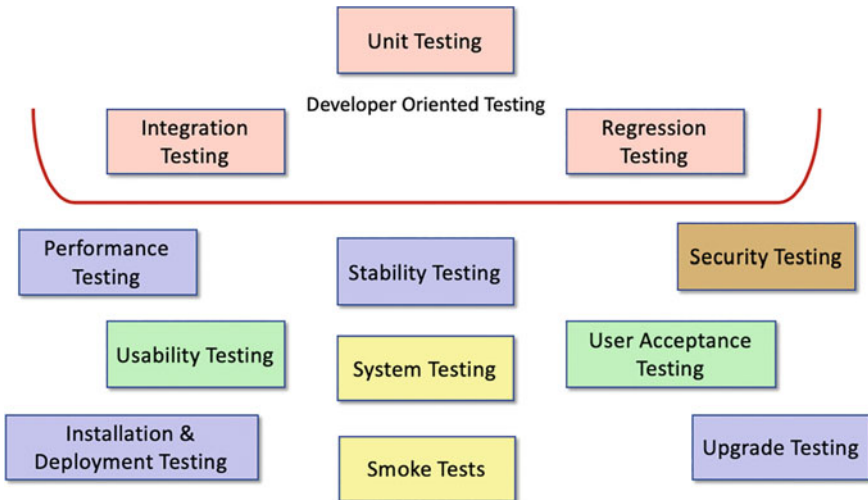 Unit Testing
Developer Oriented Testing
Integration
Testing
Regression
Testing
Performance
Testing
Stability Testing
Security Testing
Usability Testing
System Testing
User Acceptance
Testing
Installation &
Deployment Testing
Smoke Tests
Upgrade Testing